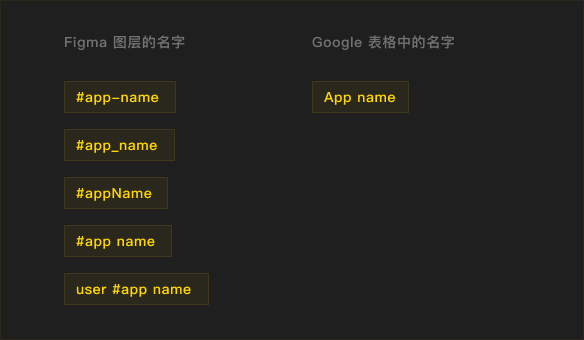 Figma 图层的名字
Google 表格中的名字
#app-name
App name
#app_name
#appName
#app name
user #app name